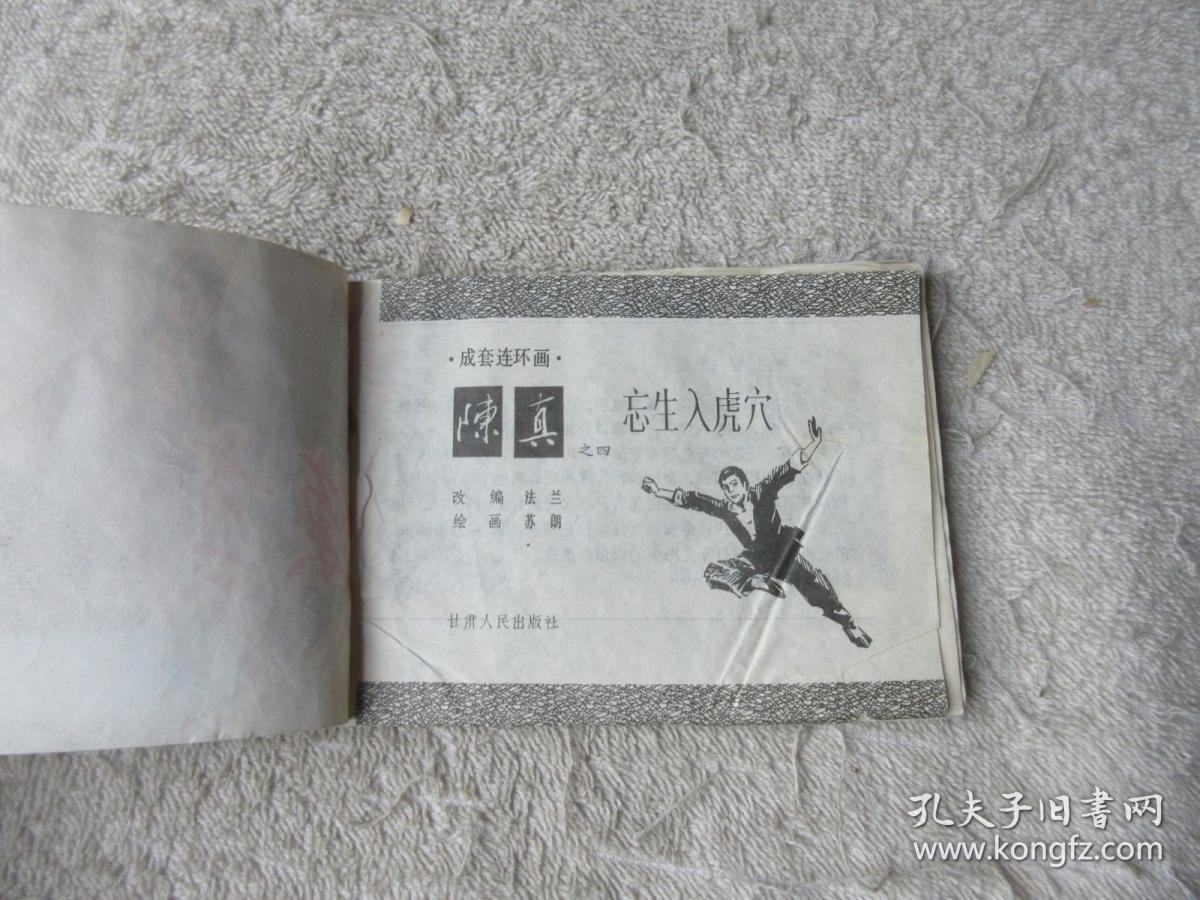 ·成套连环画·
陳真 之四
忘生入虎穴
改编 法兰
绘画 苏朗
甘肃人民出版社
孔夫子旧書网
www.kongfz.com